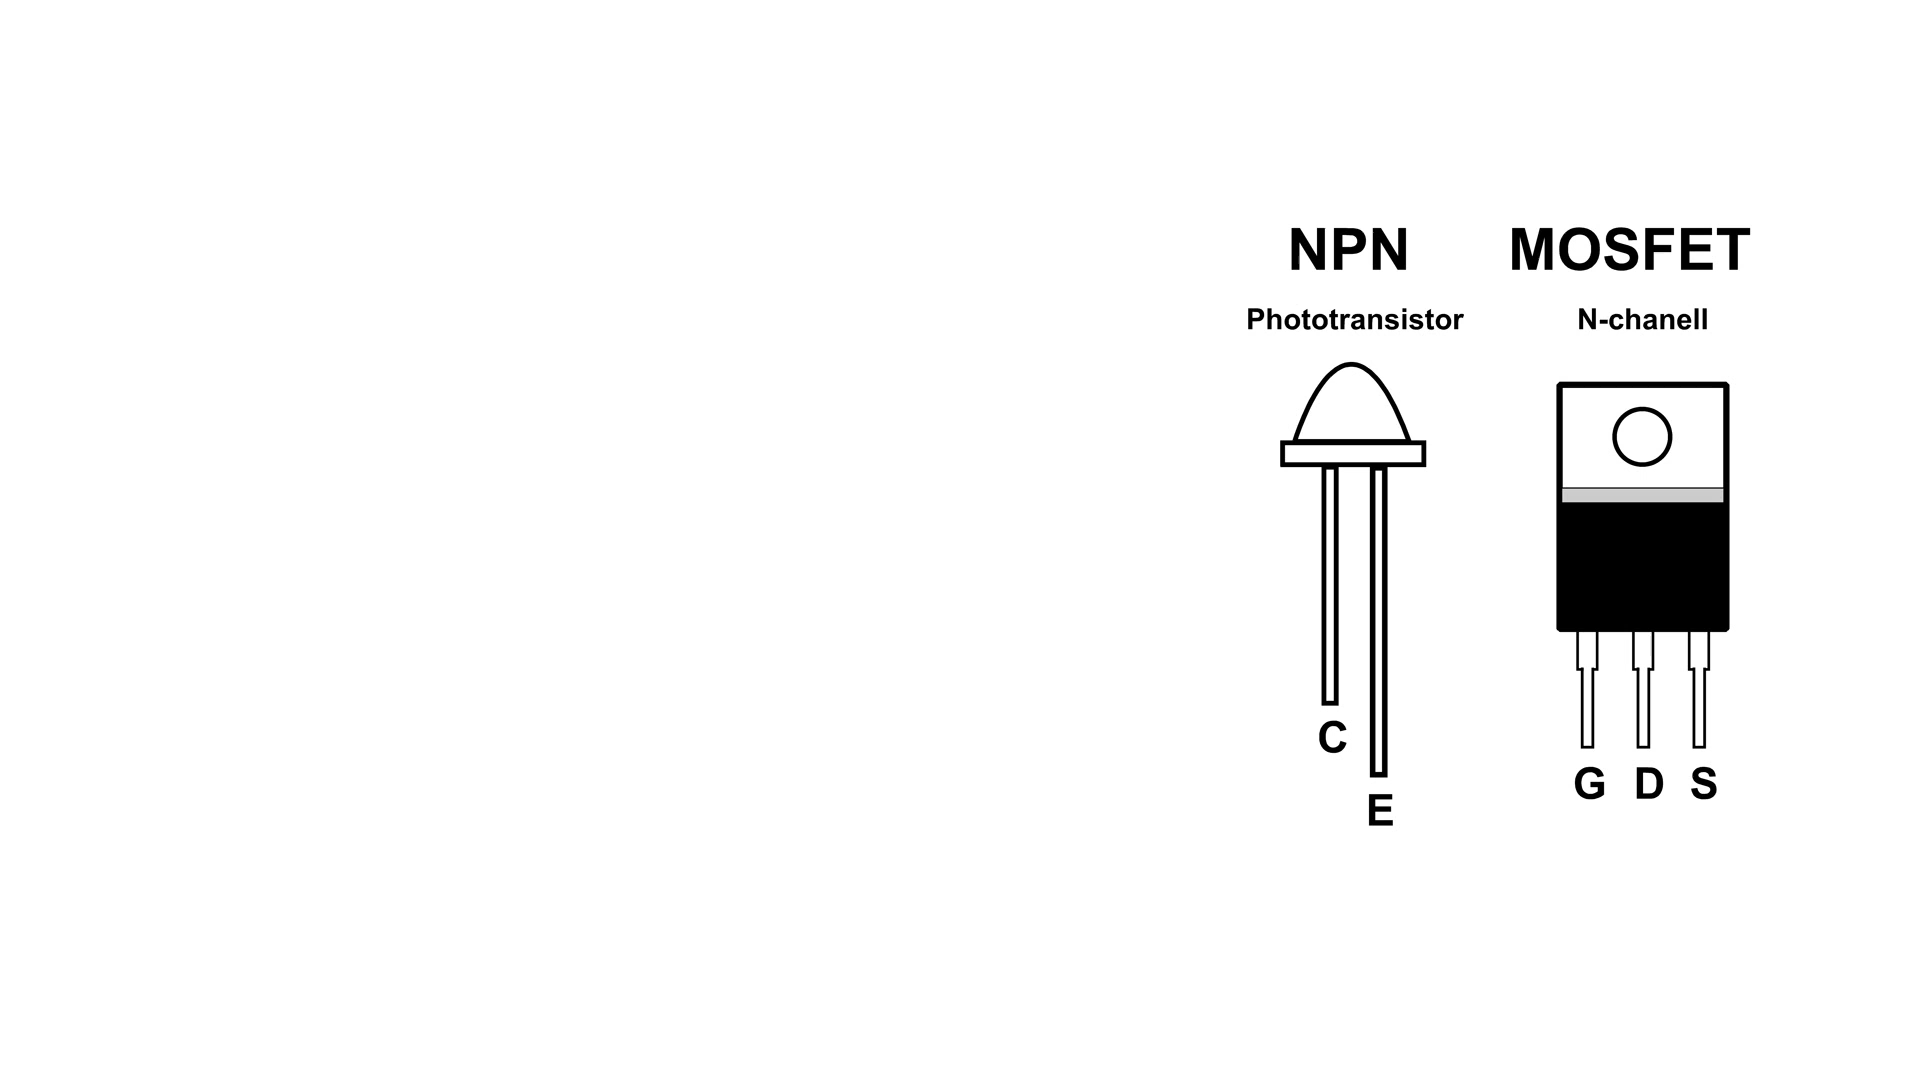 NPN
Phototransistor
C
E
MOSFET
N-chanell
G D S